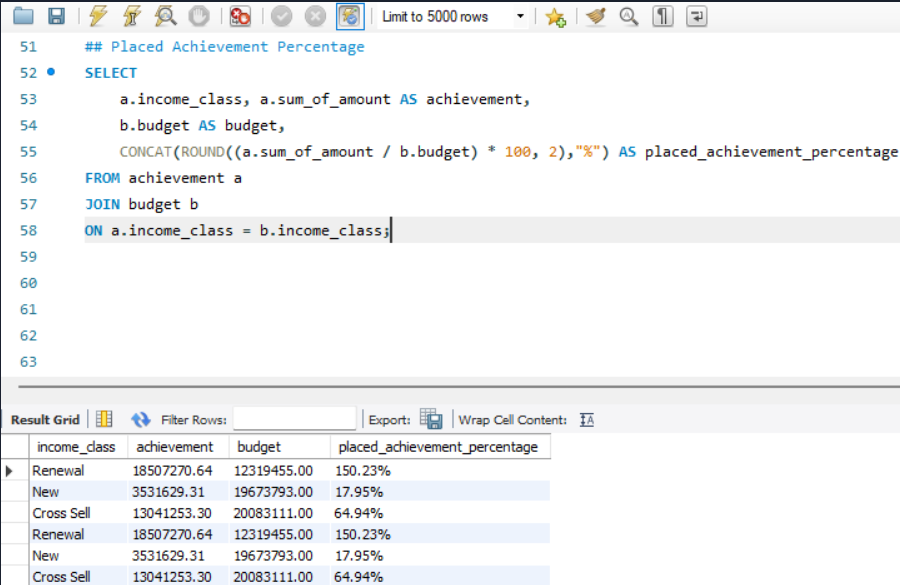 Limit to 5000 rows
51 ## Placed Achievement Percentage
52 SELECT
53 a.income_class, a.sum_of_amount AS achievement,
54 b.budget AS budget,
55 CONCAT(ROUND((a.sum_of_amount / b.budget) * 100, 2),"%") AS placed_achievement_percentage
56 FROM achievement a
57 JOIN budget b
58 ON a.income_class = b.income_class;
59
60
61
62
63
Result Grid Filter Rows: Export: Wrap Cell Content:
income_class achievement budget placed_achievement_percentage
Renewal 18507270.64 12319455.00 150.23%
New 3531629.31 19673793.00 17.95%
Cross Sell 13041253.30 20083111.00 64.94%
Renewal 18507270.64 12319455.00 150.23%
New 3531629.31 19673793.00 17.95%
Cross Sell 13041253.30 20083111.00 64.94%